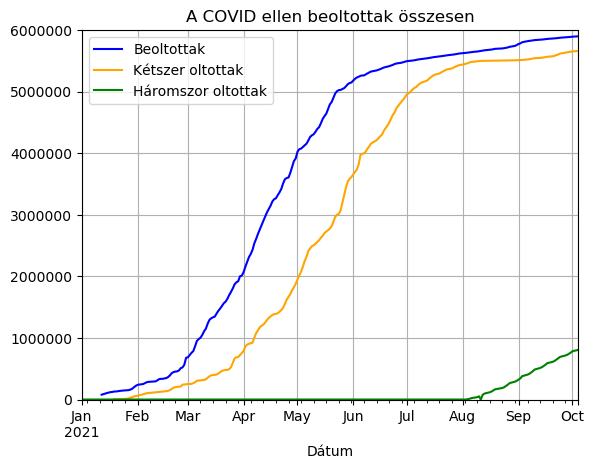 A COVID ellen beoltottak összesen
Beoltottak
Kétszer oltottak
Háromszor oltottak
6000000
5000000
4000000
3000000
2000000
1000000
0
Jan Feb Mar Apr May Jun Jul Aug Sep Oct
2021
Dátum